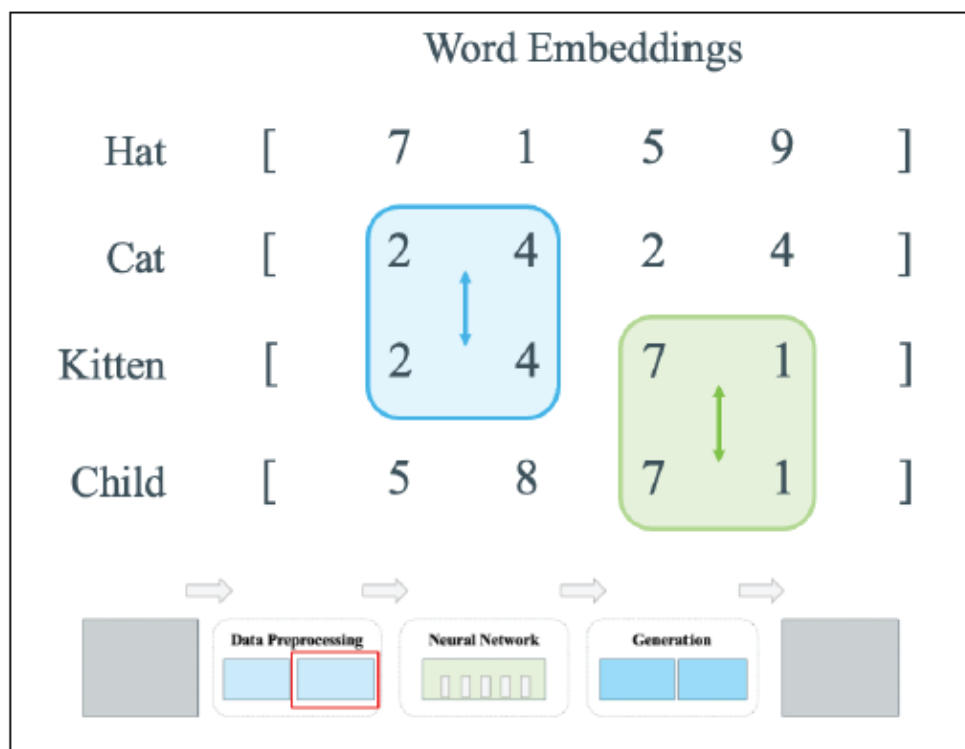 Word Embeddings
Hat [ 7 1 5 9 ]
Cat [ 2 4 2 4 ]
Kitten [ 2 4 7 1 ]
Child [ 5 8 7 1 ]
Data Preprocessing Neural Network Generation